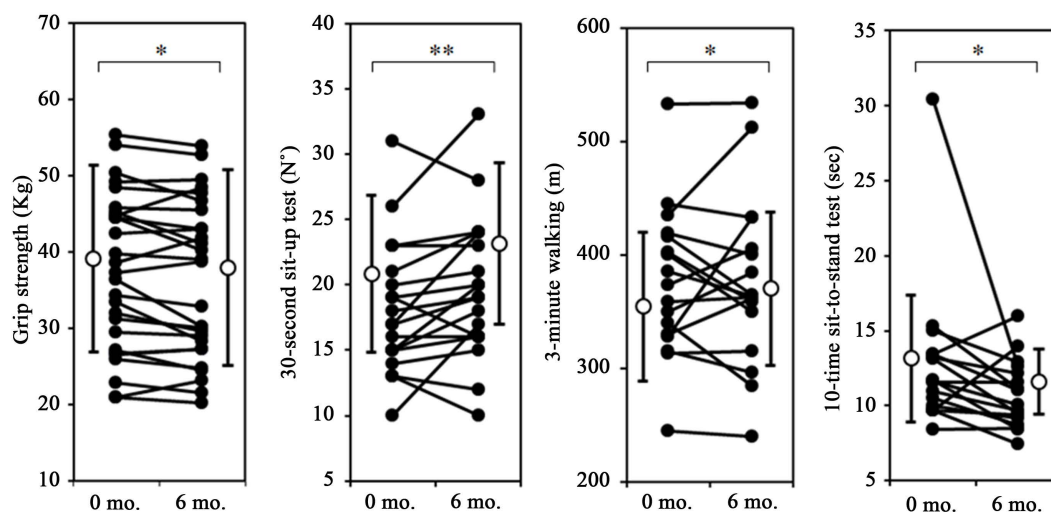 Grip strength (Kg)
70
60
50
40
30
20
10
*
0 mo.
6 mo.
30-second sit-up test (N˚)
40
35
30
25
20
15
10
5
**
0 mo.
6 mo.
3-minute walking (m)
600
500
400
300
200
*
0 mo.
6 mo.
10-time sit-to-stand test (sec)
35
30
25
20
15
10
5
*
0 mo.
6 mo.